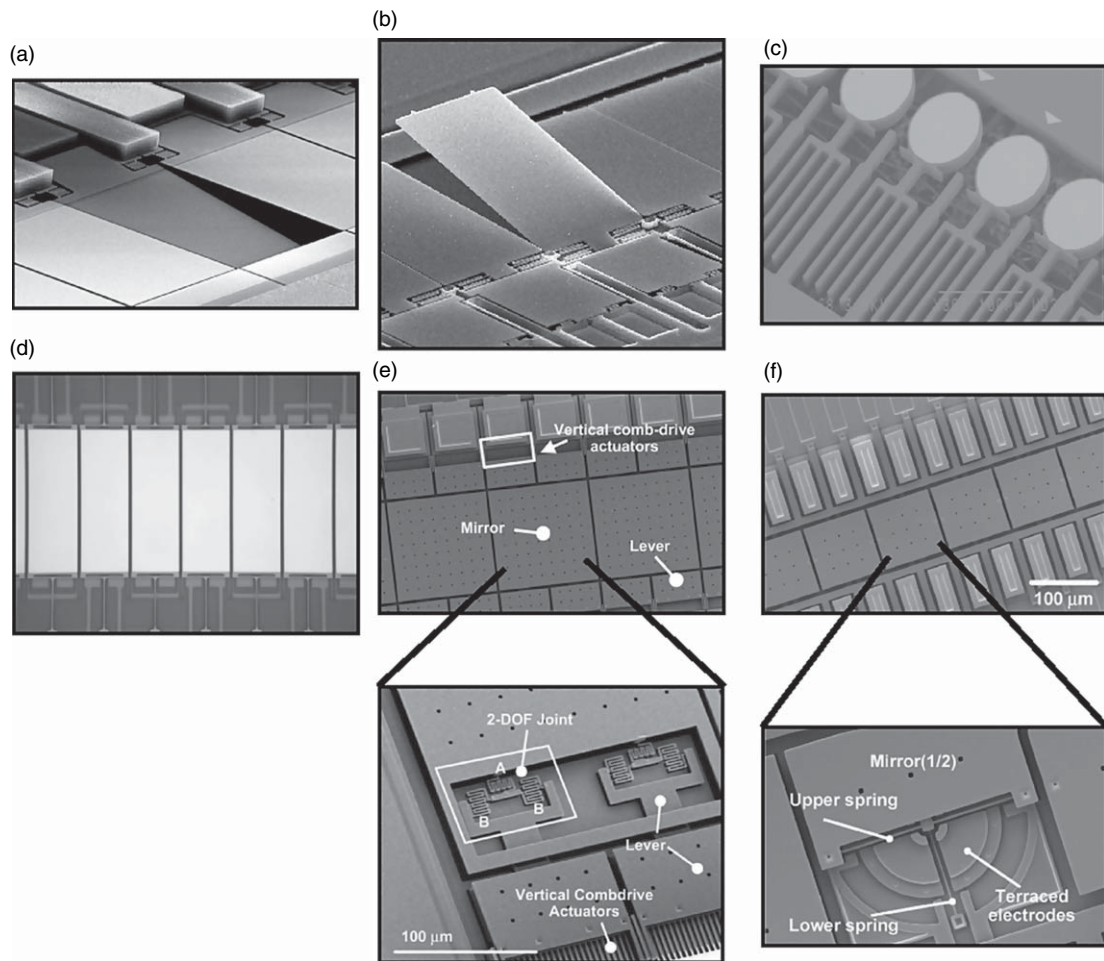 (a)
(b)
(c)
(d)
(e)
Vertical comb-drive
actuators
Mirror
Lever
(f)
100 μm
2-DOF Joint
A
B
B
Lever
Vertical Combdrive
Actuators
100 μm
Mirror(1/2)
Upper spring
Terraced
electrodes
Lower spring